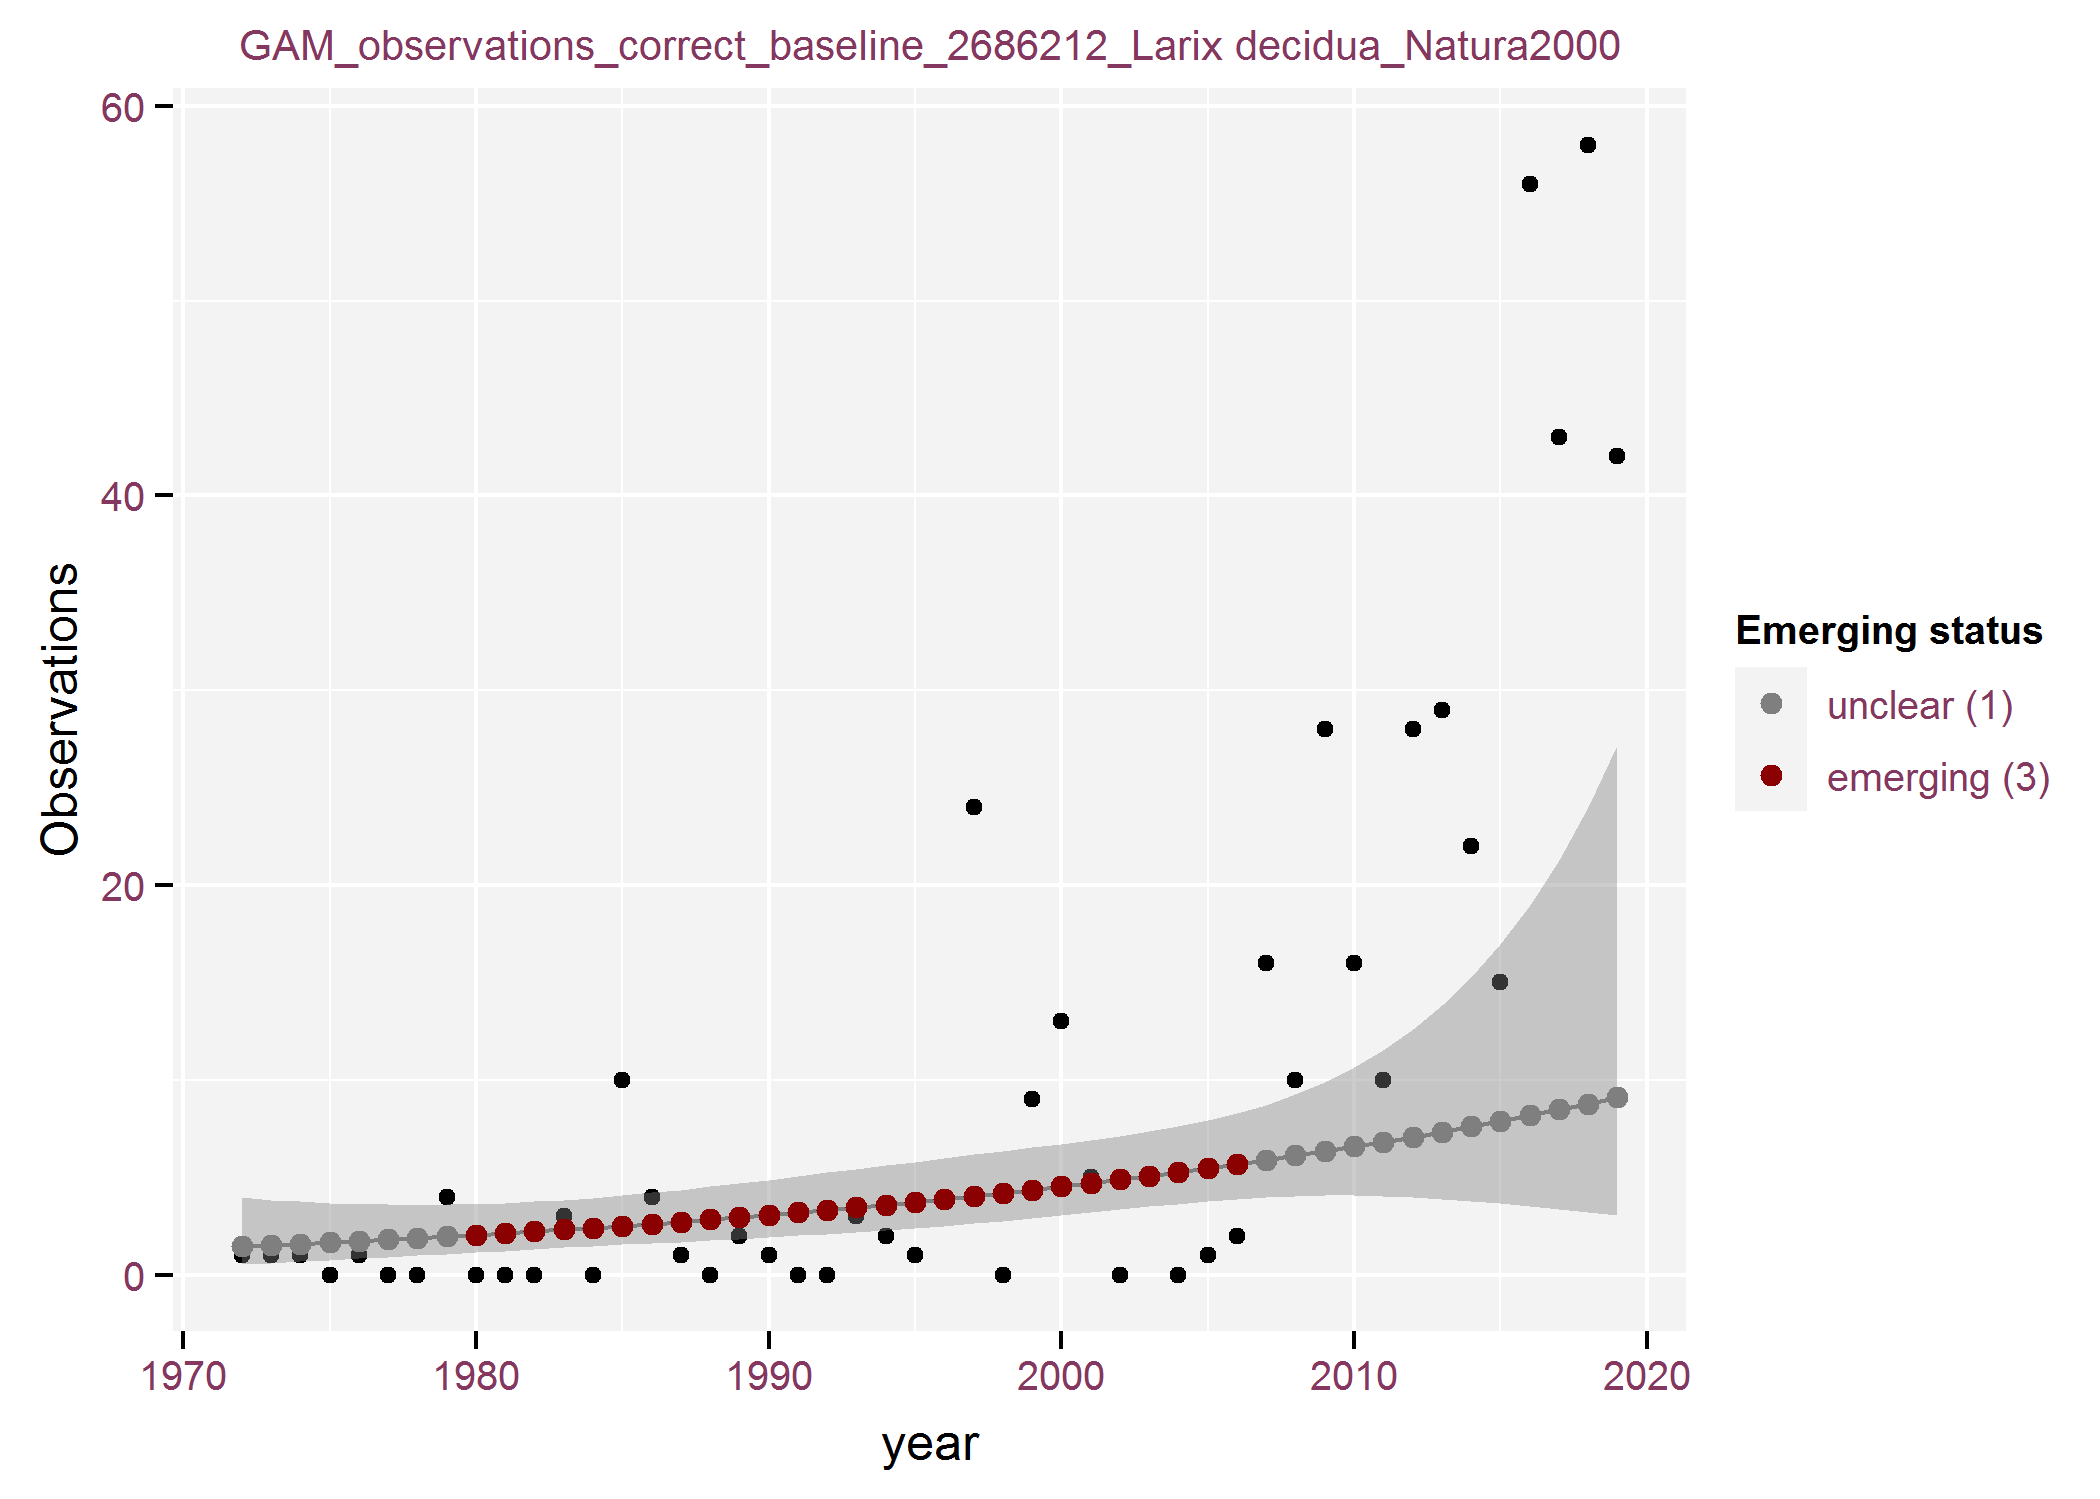 GAM_observations_correct_baseline_2686212_Larix decidua_Natura2000
60
40
20
0
Observations
1970
1980
1990
2000
2010
2020
year
Emerging status
unclear (1)
emerging (3)